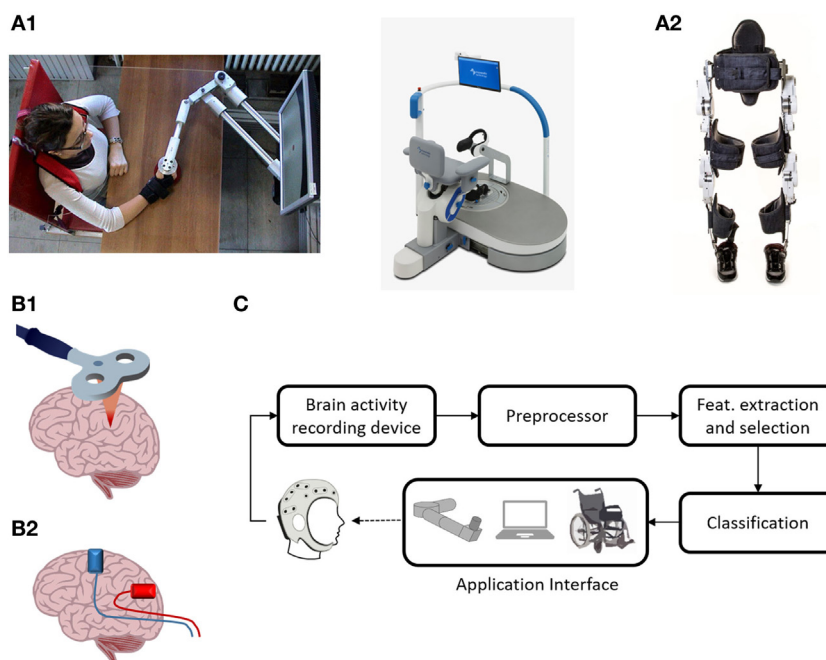 A1
A2
B1
C
Brain activity
recording device
Preprocessor
Feat. extraction
and selection
Classification
B2
Application Interface